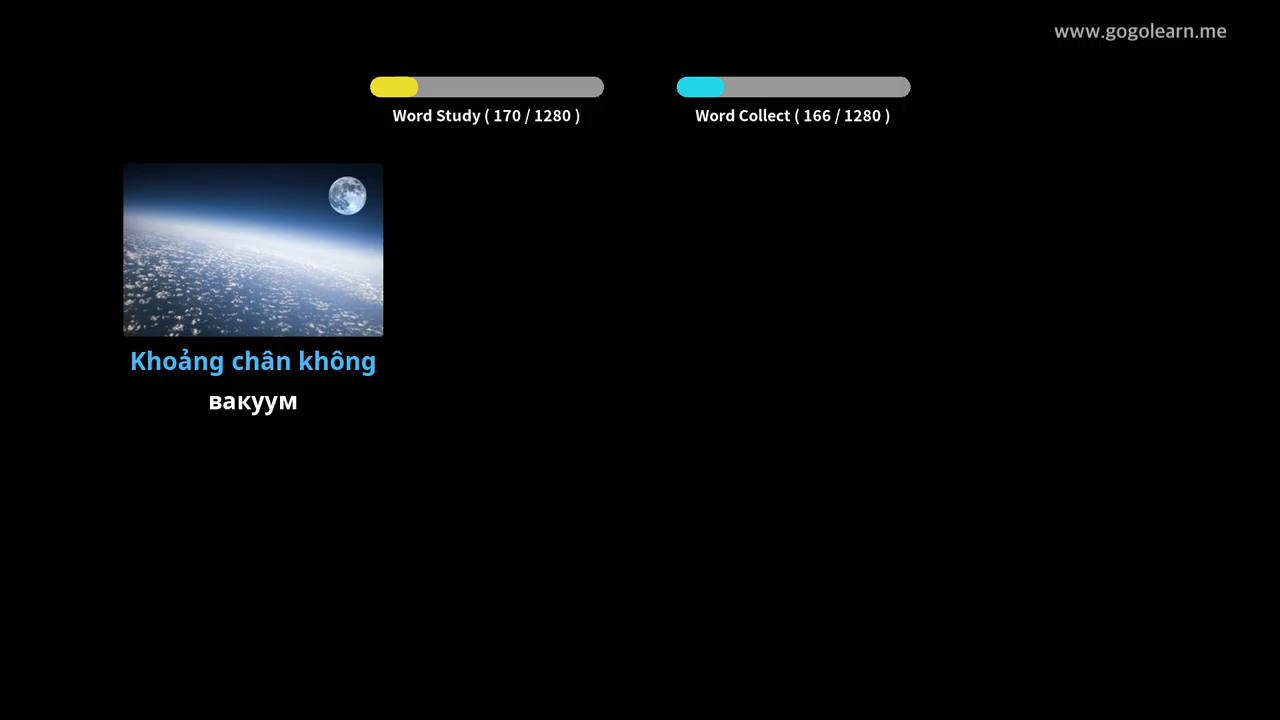 www.gogolearn.me
Word Study ( 170 / 1280 )
Word Collect ( 166 / 1280 )
Khoảng chân không
вакуум